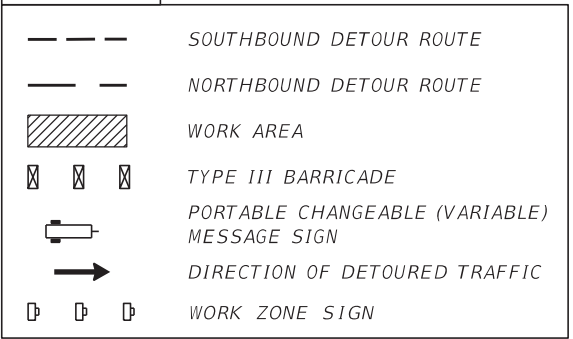 SOUTHBOUND DETOUR ROUTE
NORTHBOUND DETOUR ROUTE
WORK AREA
TYPE III BARRICADE
PORTABLE CHANGEABLE (VARIABLE)
MESSAGE SIGN
DIRECTION OF DETOURED TRAFFIC
WORK ZONE SIGN